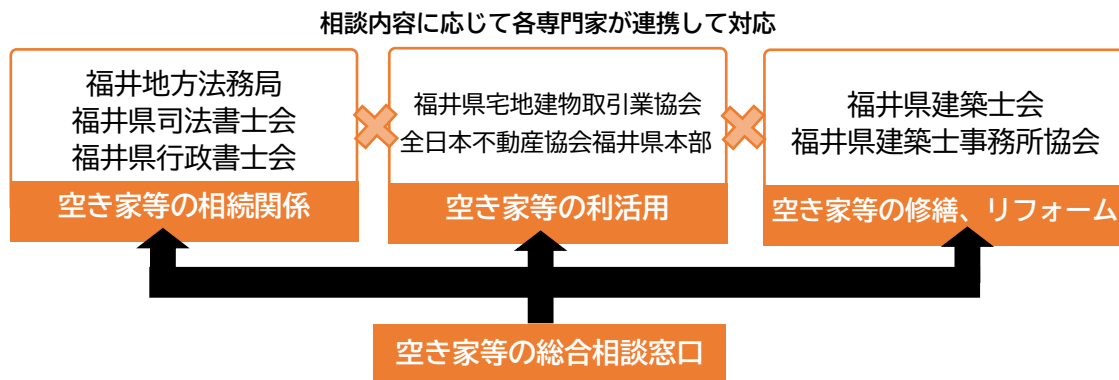 相談内容に応じて各専門家が連携して対応
福井地方法務局
福井県司法書士会
福井県行政書士会
空き家等の相続関係
福井県宅地建物取引業協会
全日本不動産協会福井県本部
空き家等の利活用
福井県建築士会
福井県建築士事務所協会
空き家等の修繕、リフォーム
空き家等の総合相談窓口